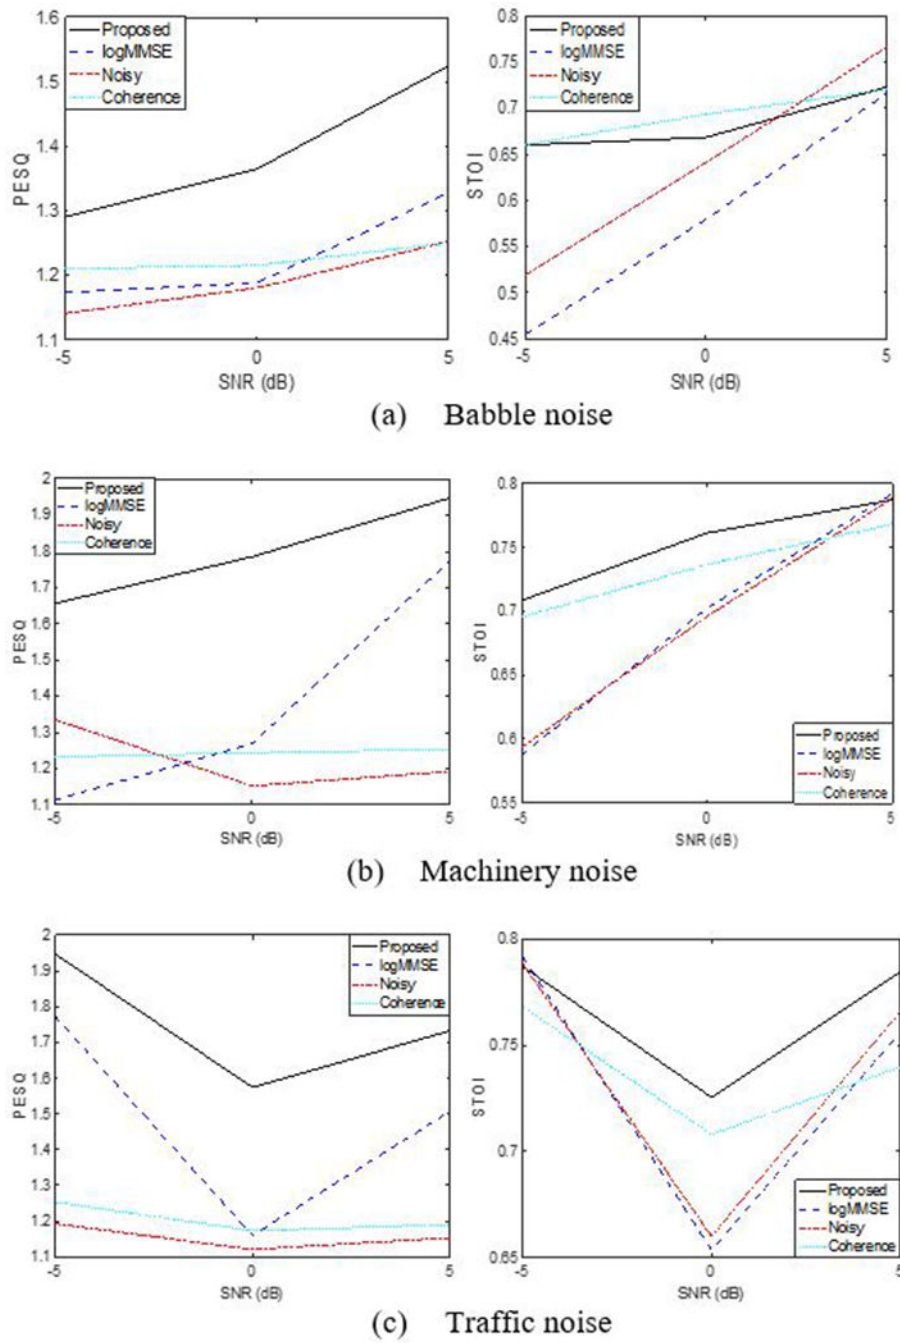 1.6
1.5
1.4
1.3
1.2
1.1
PESQ
Proposed
logMMSE
Noisy
Coherence
-5
0
5
SNR (dB)
0.8
0.75
0.7
0.65
0.6
0.55
0.5
0.45
STOI
Proposed
logMMSE
Noisy
Coherence
-5
0
5
SNR (dB)
(a) Babble noise
2
1.9
1.8
1.7
1.6
1.5
1.4
1.3
1.2
1.1
PESQ
Proposed
logMMSE
Noisy
Coherence
-5
0
5
SNR (dB)
0.8
0.75
0.7
0.65
0.6
0.55
STOI
Proposed
logMMSE
Noisy
Coherence
-5
0
5
SNR (dB)
(b) Machinery noise
2
1.9
1.8
1.7
1.6
1.5
1.4
1.3
1.2
1.1
PESQ
Proposed
logMMSE
Noisy
Coherence
-5
0
5
SNR (dB)
0.8
0.75
0.7
0.65
STOI
Proposed
logMMSE
Noisy
Coherence
-5
0
5
SNR (dB)
(c) Traffic noise